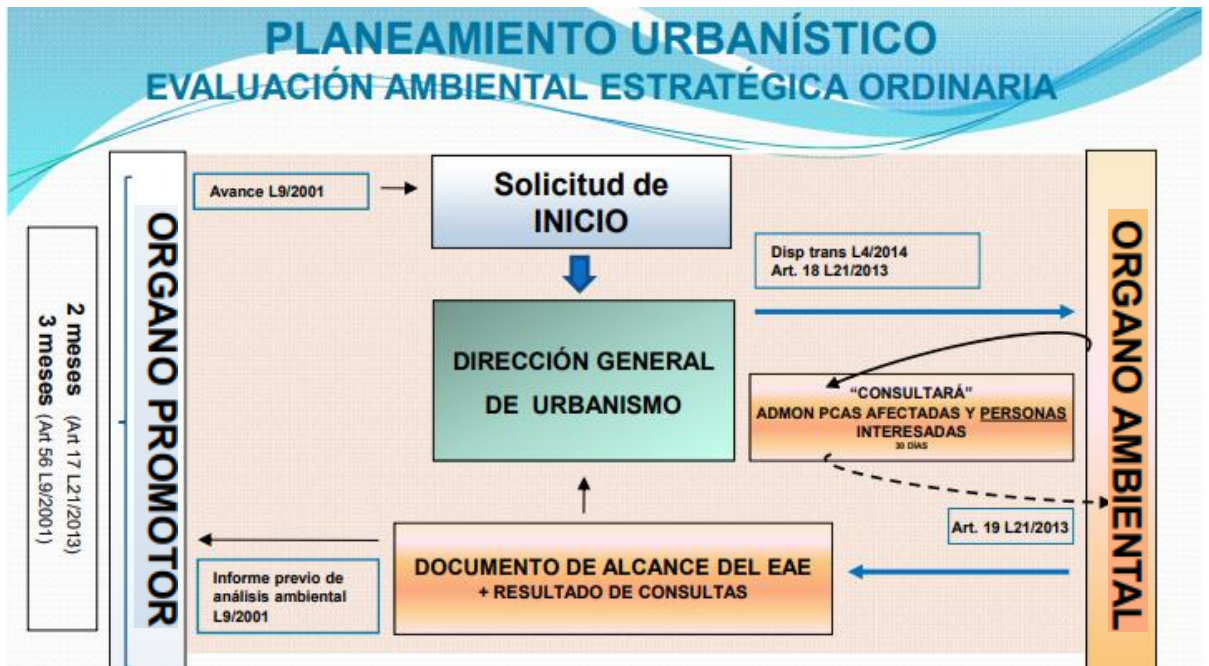 PLANEAMIENTO URBANÍSTICO
EVALUACIÓN AMBIENTAL ESTRATÉGICA ORDINARIA
2 meses (Art 17 L21/2013)
3 meses (Art 56 L9/2001)
ORGANO PROMOTOR
Avance L9/2001
Solicitud de
INICIO
Disp trans L4/2014
Art. 18 L21/2013
DIRECCIÓN GENERAL
DE URBANISMO
“CONSULTARÁ”
ADMON PCAS AFECTADAS Y PERSONAS
INTERESADAS
30 DÍAS
ORGANO AMBIENTAL
Art. 19 L21/2013
DOCUMENTO DE ALCANCE DEL EAE
+ RESULTADO DE CONSULTAS
Informe previo de
análisis ambiental
L9/2001